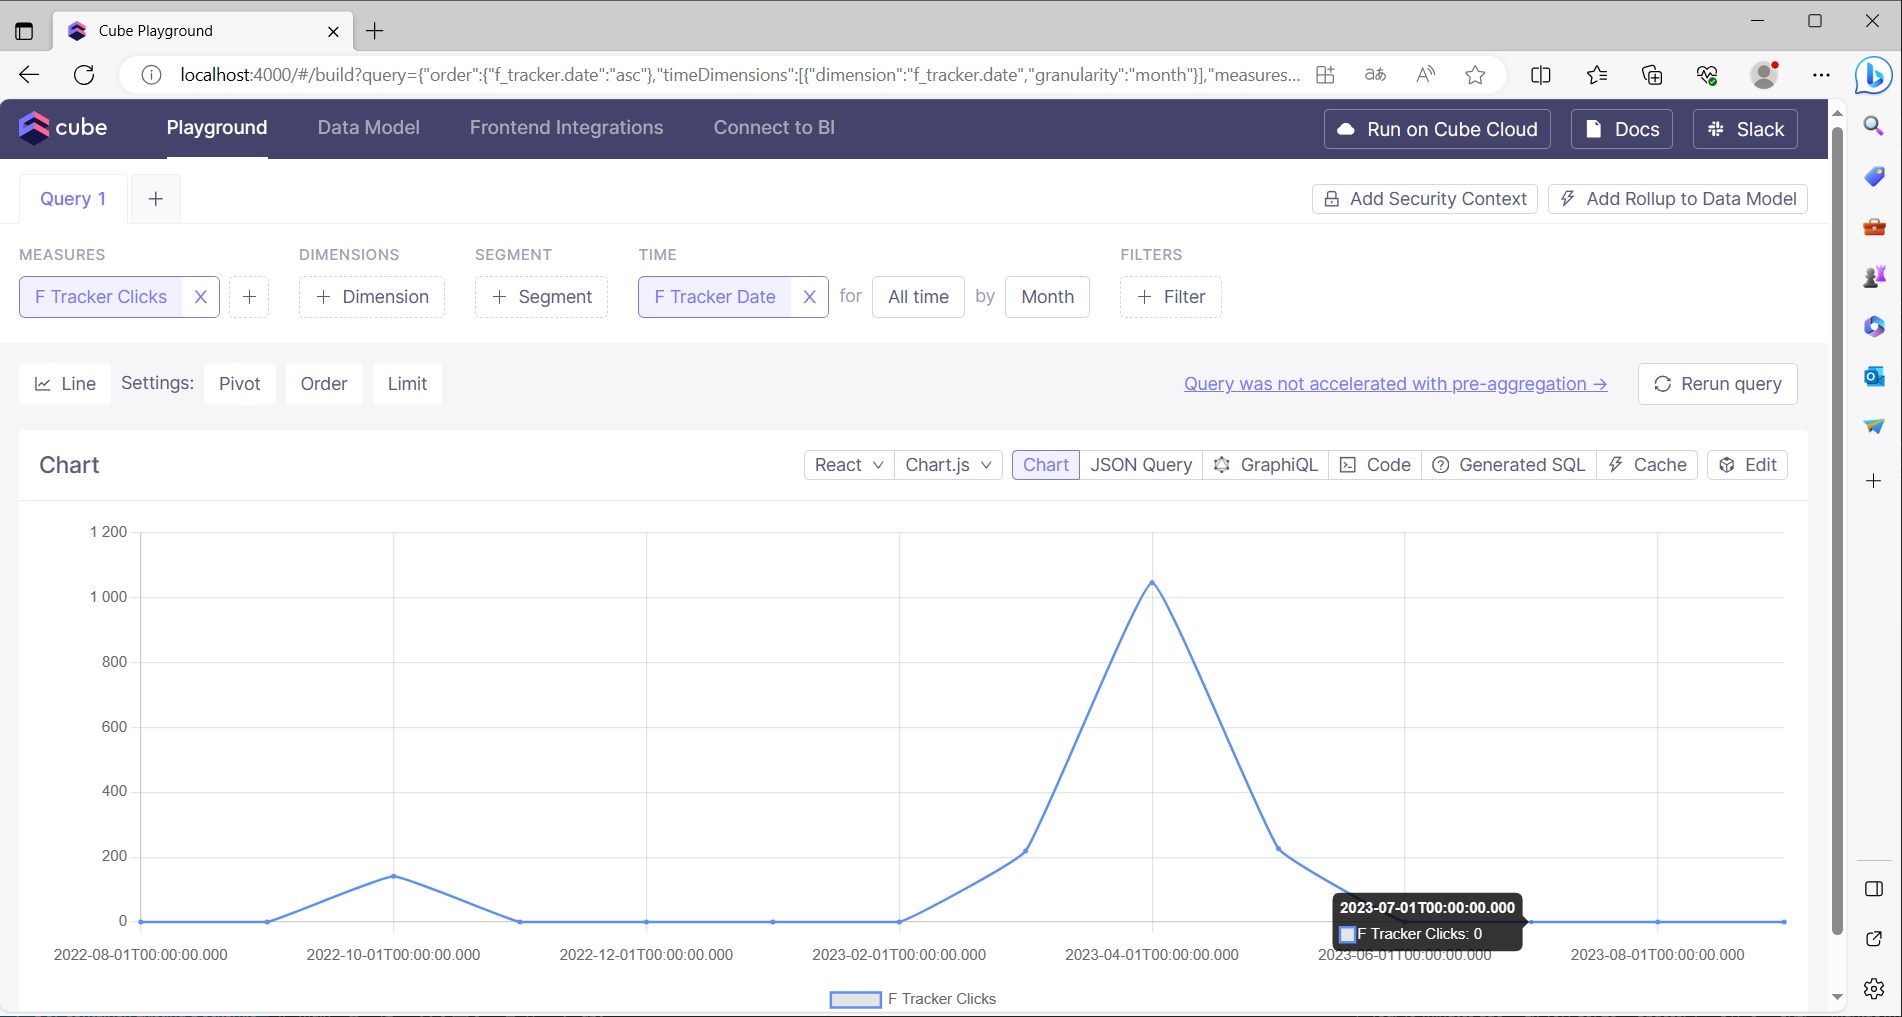 Cube Playground
localhost:4000/#/build?query={"order":{"f_tracker.date":"asc"},"timeDimensions":[{"dimension":"f_tracker.date","granularity":"month"}],"measures...
aあ
cube
Playground
Data Model
Frontend Integrations
Connect to BI
Run on Cube Cloud
Docs
Slack
Query 1
Add Security Context
Add Rollup to Data Model
MEASURES
DIMENSIONS
SEGMENT
TIME
FILTERS
F Tracker Clicks
+ Dimension
+ Segment
F Tracker Date
for
All time
by
Month
+ Filter
Line
Settings:
Pivot
Order
Limit
Query was not accelerated with pre-aggregation →
Rerun query
Chart
React
Chart.js
Chart
JSON Query
GraphiQL
Code
Generated SQL
Cache
Edit
1 200
1 000
800
600
400
200
0
2023-07-01T00:00:00.000
F Tracker Clicks: 0
2022-08-01T00:00:00.000
2022-10-01T00:00:00.000
2022-12-01T00:00:00.000
2023-02-01T00:00:00.000
2023-04-01T00:00:00.000
2023-06-01T00:00:00.000
2023-08-01T00:00:00.000
F Tracker Clicks